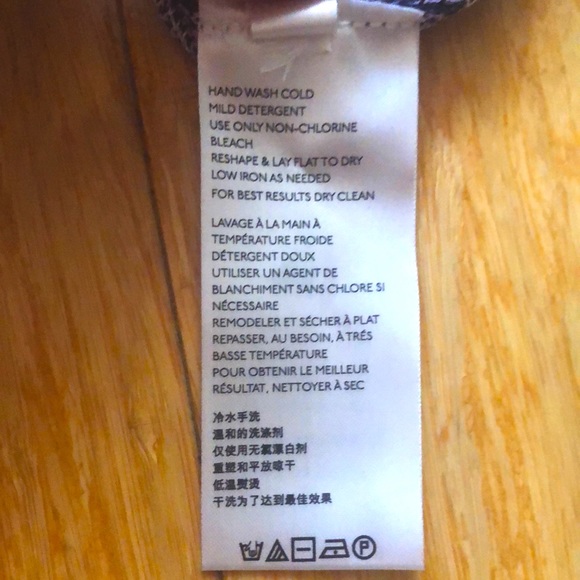 HAND WASH COLD
MILD DETERGENT
USE ONLY NON-CHLORINE
BLEACH
RESHAPE & LAY FLAT TO DRY
LOW IRON AS NEEDED
FOR BEST RESULTS DRY CLEAN
LAVAGE À LA MAIN À
TEMPÉRATURE FROIDE
DÉTERGENT DOUX
UTILISER UN AGENT DE
BLANCHIMENT SANS CHLORE SI
NÉCESSAIRE
REMODELER ET SÉCHER À PLAT
REPASSER, AU BESOIN, À TRÉS
BASSE TEMPÉRATURE
POUR OBTENIR LE MEILLEUR
RÉSULTAT, NETTOYER À SEC
冷水手洗
温和的洗涤剂
仅使用无氯漂白剂
重塑和平放晾干
低温熨烫
干洗为了达到最佳效果
P